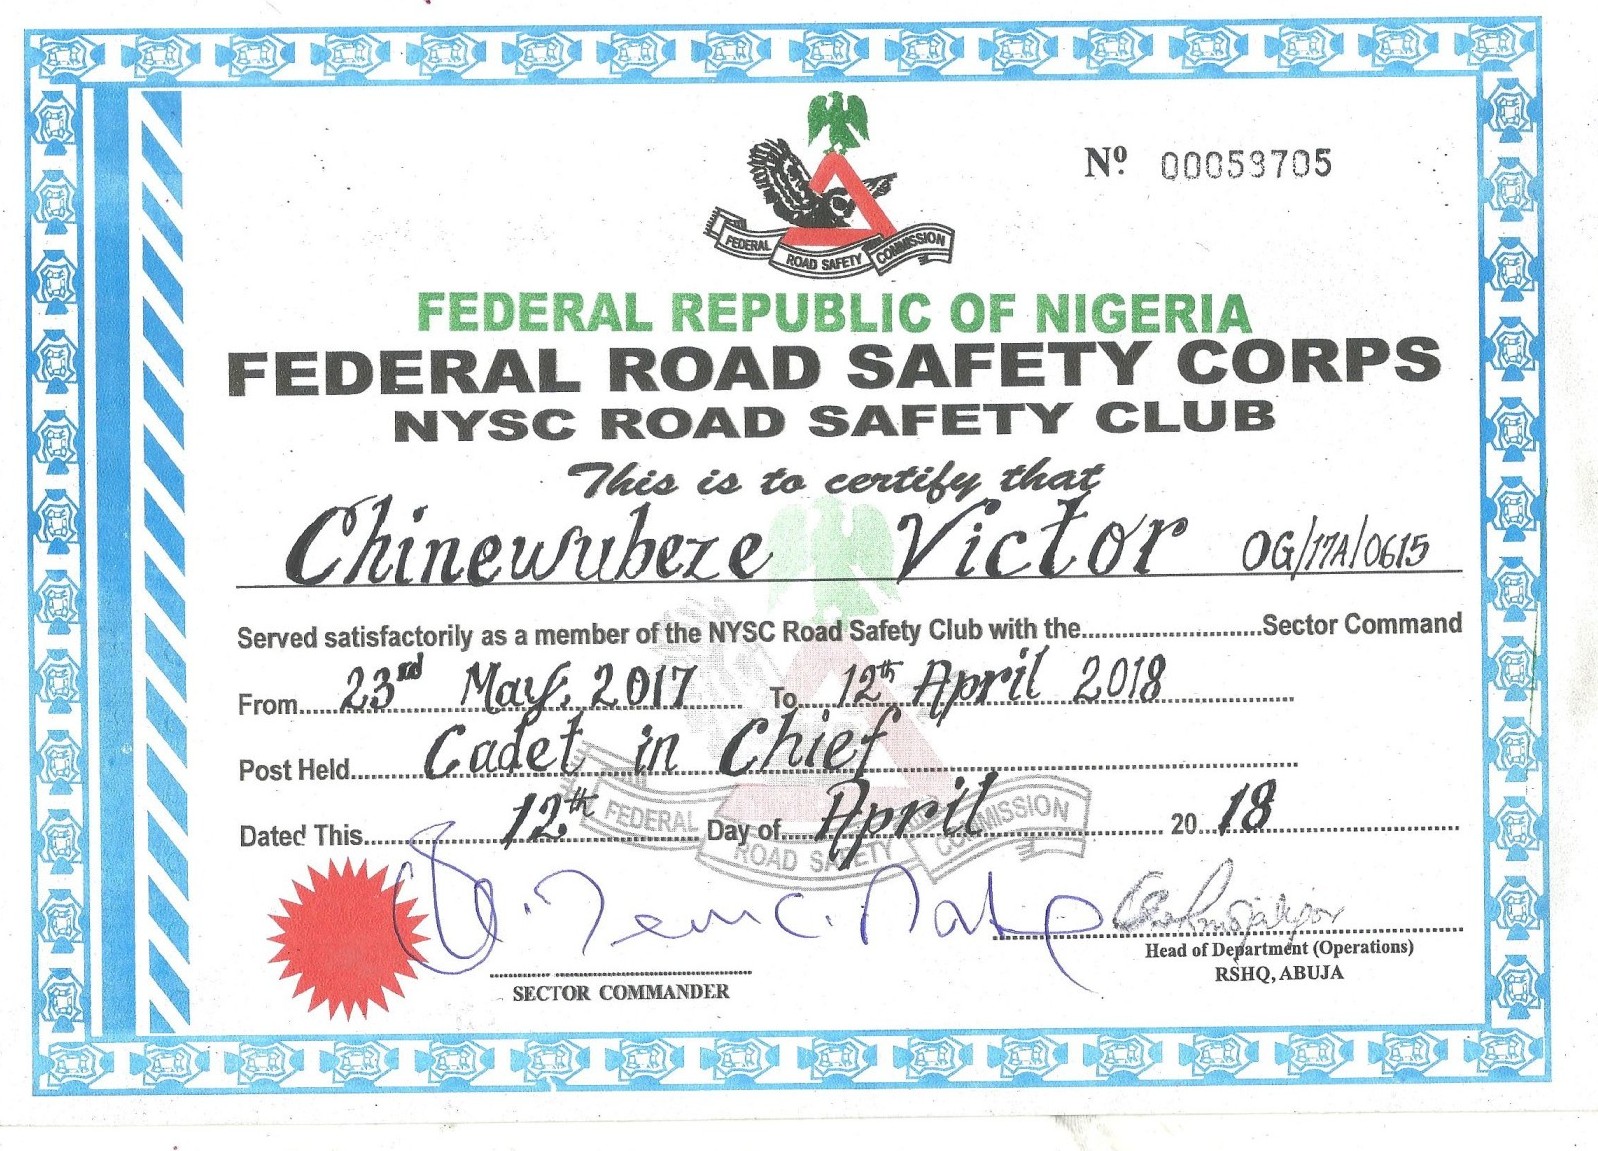 Nº 00053705
FEDERAL ROAD SAFETY COMMISSION
FEDERAL REPUBLIC OF NIGERIA
FEDERAL ROAD SAFETY CORPS
NYSC ROAD SAFETY CLUB
This is to certify that
Chinewubeze Victor OG/17A/0615
Served satisfactorily as a member of the NYSC Road Safety Club with the..............................Sector Command
From......23rd May, 2017........ To......12th April 2018........
Post Held......Cadet in Chief........
Dated This......12th........ Day of......April........ 20..18........
FEDERAL ROAD SAFETY COMMISSION
SECTOR COMMANDER
Head of Department (Operations)
RSHQ, ABUJA